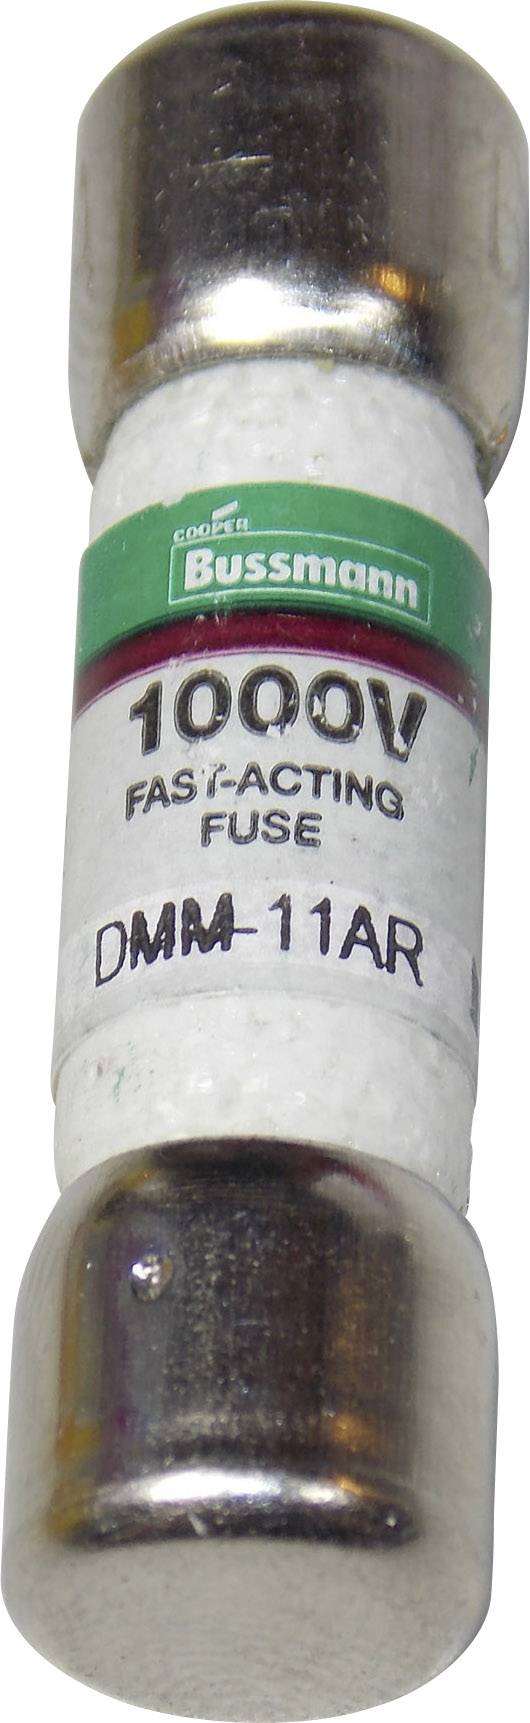 COOPER
Bussmann
1000V
FAST-ACTING
FUSE
DMM-11AR